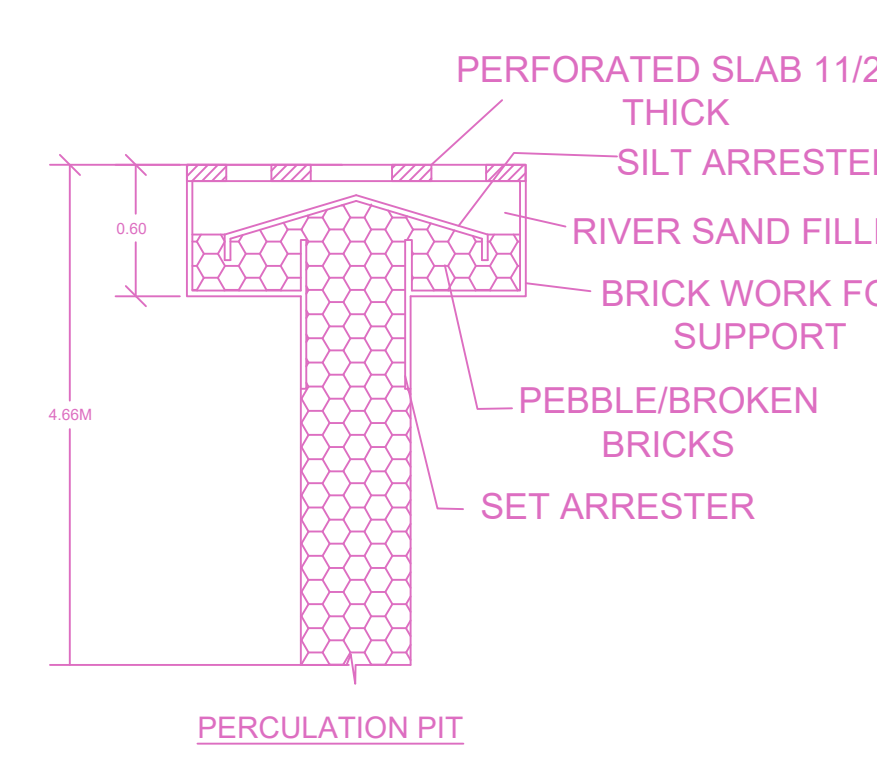 PERFORATED SLAB 11/2
THICK
SILT ARRESTE
RIVER SAND FILL
0.60
BRICK WORK FO
SUPPORT
PEBBLE/BROKEN
BRICKS
4.66M
SET ARRESTER
PERCULATION PIT